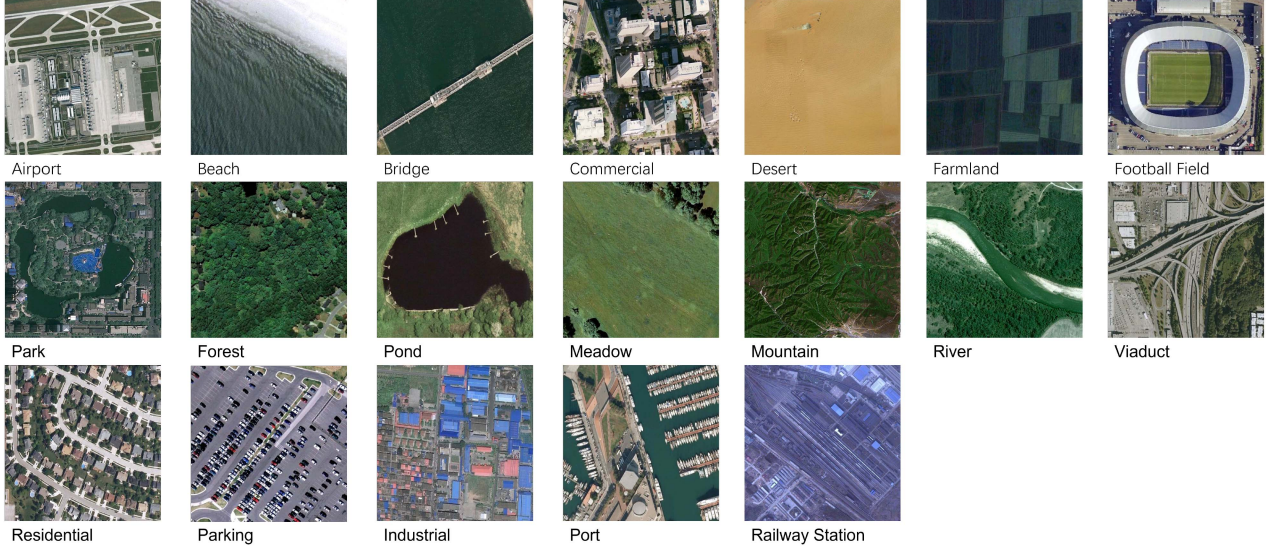 Airport
Beach
Bridge
Commercial
Desert
Farmland
Football Field
Park
Forest
Pond
Meadow
Mountain
River
Viaduct
Residential
Parking
Industrial
Port
Railway Station